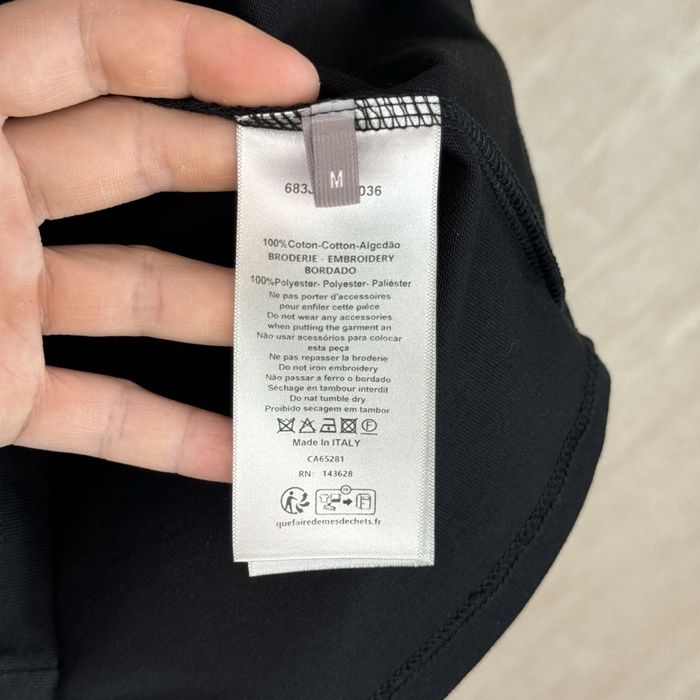 M
683 036
100%Coton-Cotton-Algcdão
BRODERIE - EMBROIDERY
BORDADO
100%Polyester- Polyester- Paliéster
Ne pas porter d'accessoires
pour enfiler cette pièce
Do not wear any accessories
when putting the garment an
Não usar acessórios para colocar
esta peça
Ne pas repasser la broderie
Do not iron embroidery
Não passar a ferro o bordado
Séchage en tambour interdit
Do nat tumble dry
Proibido secagem em tambor
Made In ITALY
CA65281
RN: 143628
quefairedemesdechets.fr